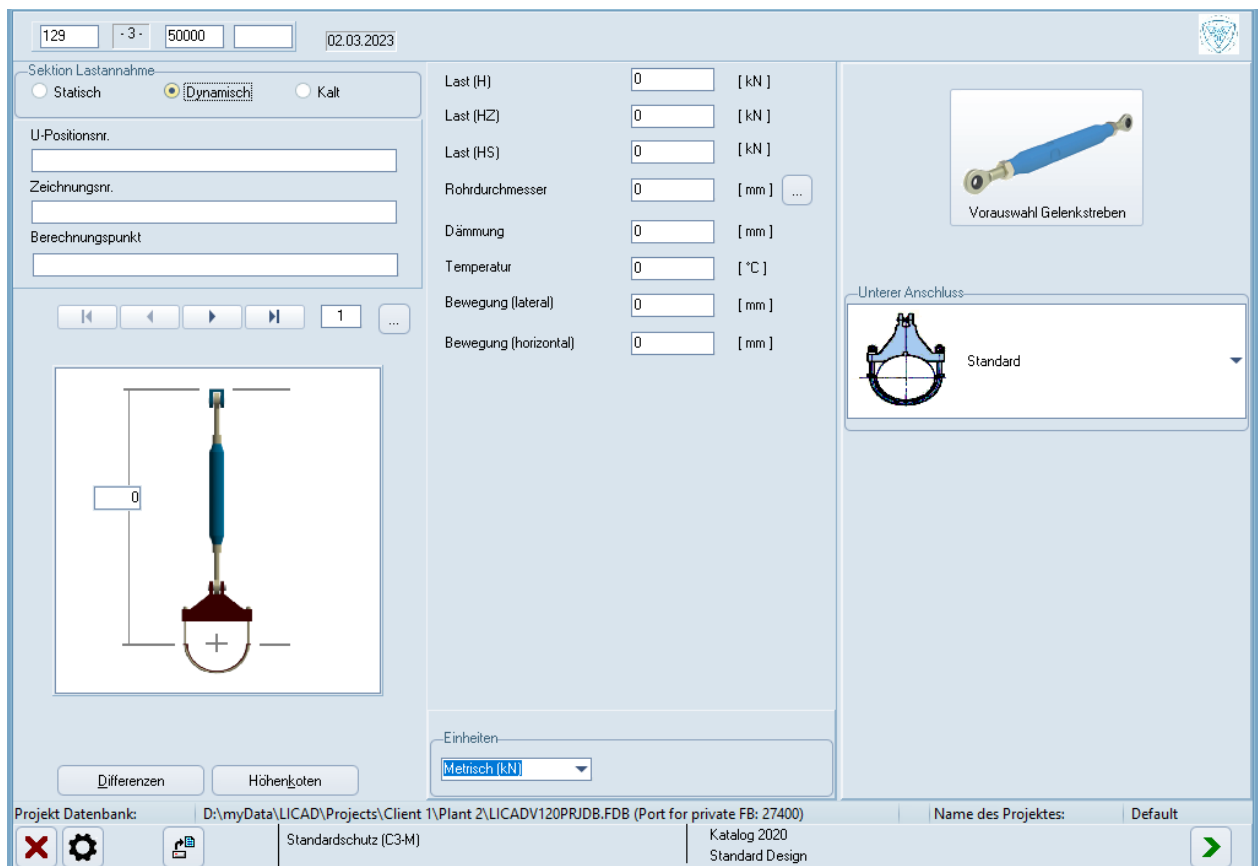 129 - 3 - 50000 02.03.2023
Sektion Lastannahme
Statisch Dynamisch Kalt
U-Positionsnr.
Zeichnungsnr.
Berechnungspunkt
1 ...
0
Differenzen Höhenkoten
Last (H) 0 [ kN ]
Last (HZ) 0 [ kN ]
Last (HS) 0 [ kN ]
Rohrdurchmesser 0 [ mm ] ...
Dämmung 0 [ mm ]
Temperatur 0 [ °C ]
Bewegung (lateral) 0 [ mm ]
Bewegung (horizontal) 0 [ mm ]
Einheiten
Metrisch (kN)
Vorauswahl Gelenkstreben
Unterer Anschluss
Standard
Projekt Datenbank: D:\myData\LICAD\Projects\Client 1\Plant 2\LICADV120PRJDB.FDB (Port for private FB: 27400) Name des Projektes: Default
Standardschutz (C3-M)
Katalog 2020
Standard Design